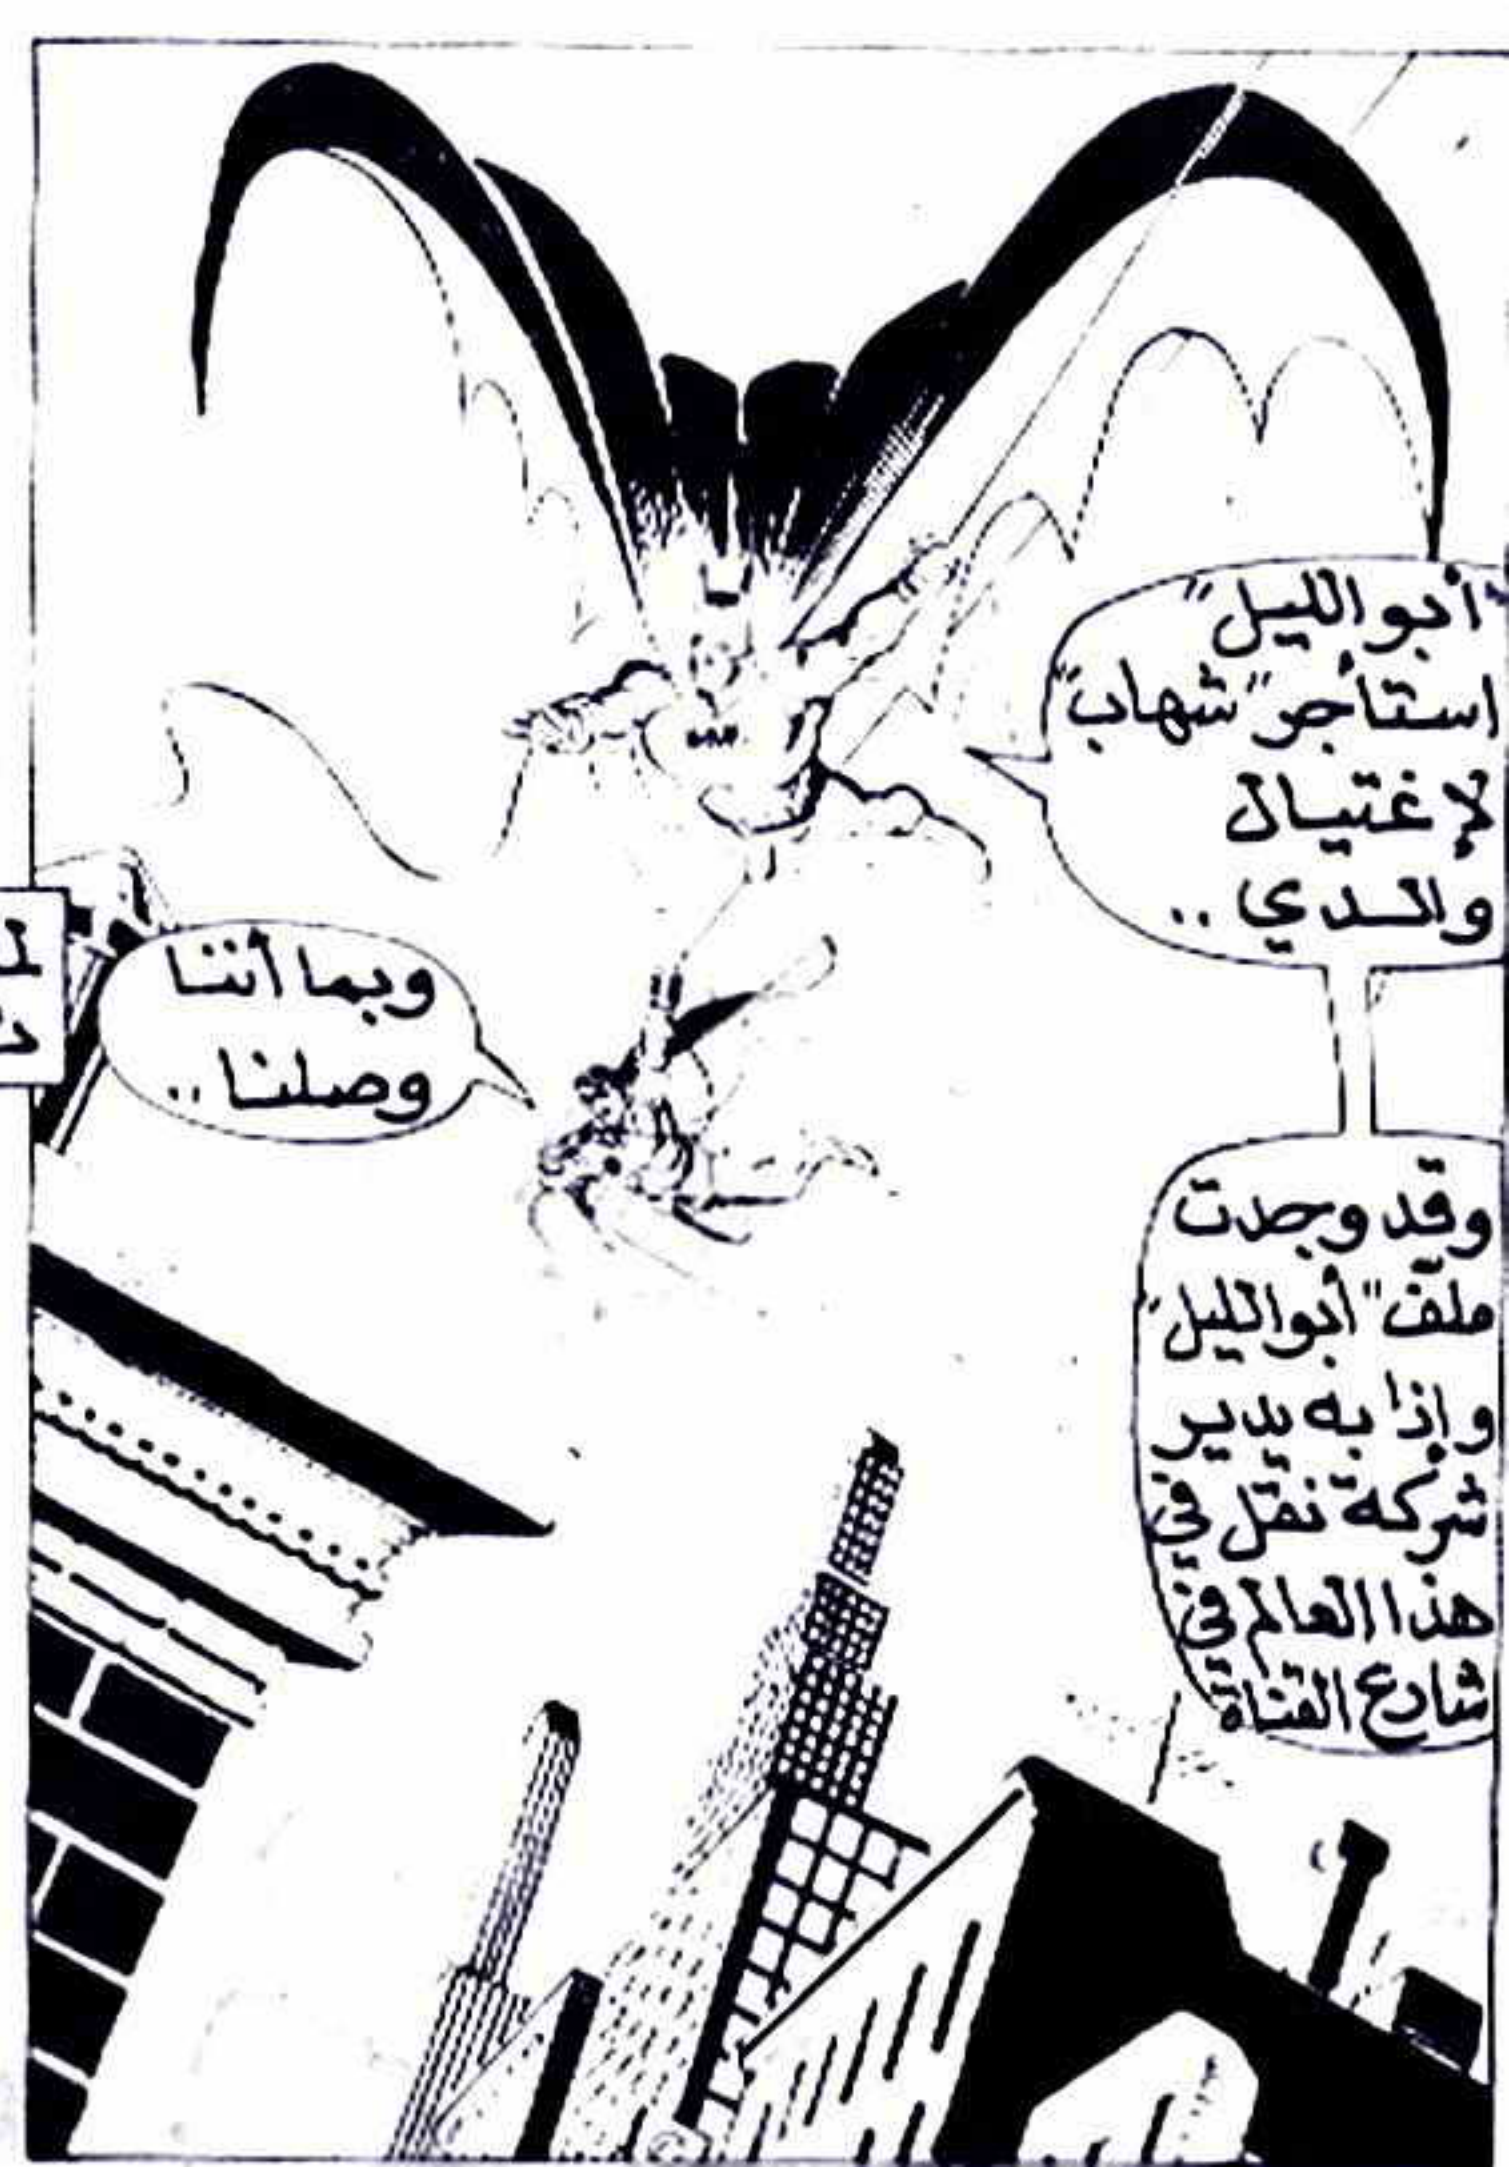 "أبو الليل"
استأجر "شهاب"
لإغتيال
والدي ..
وقد وجدت
ملفّ "أبو الليل"
وإذا به يدير
شركة نقل في
هذا العالم في
شارع القناة
وبما أننا
وصلنا ..